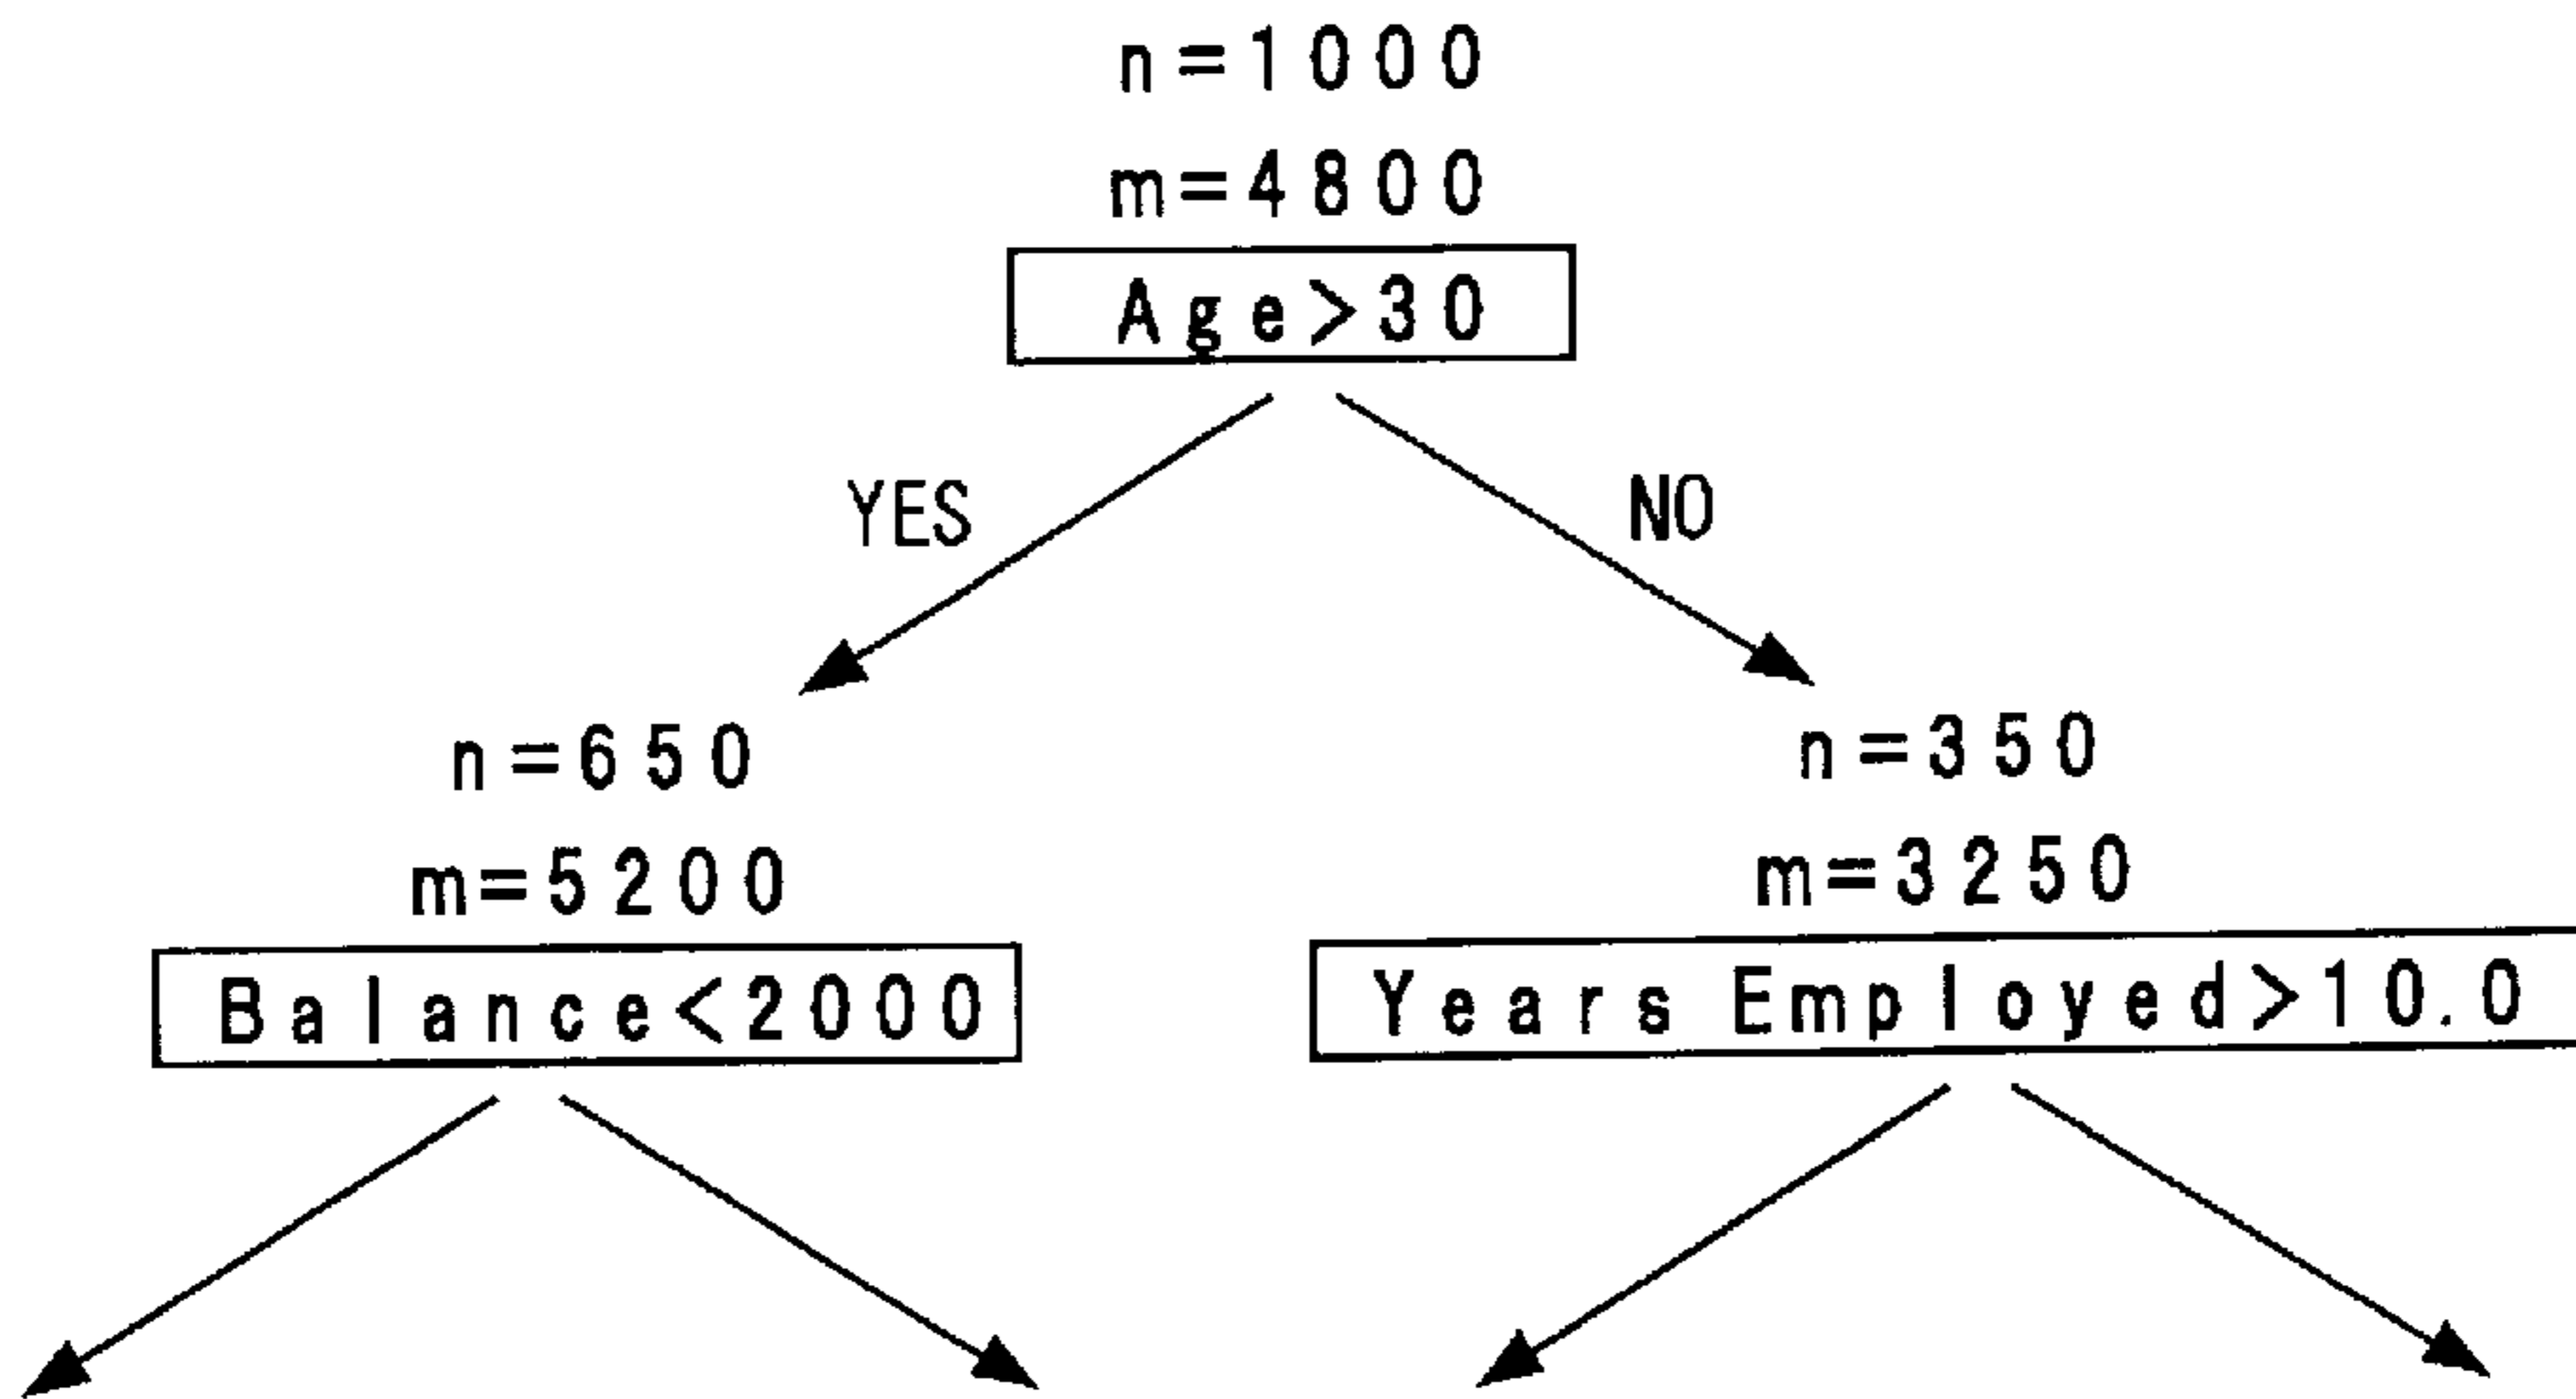 n=1000
m=4800
Age>30
YES
NO
n=650
m=5200
Balance<2000
n=350
m=3250
Years Employed>10.0